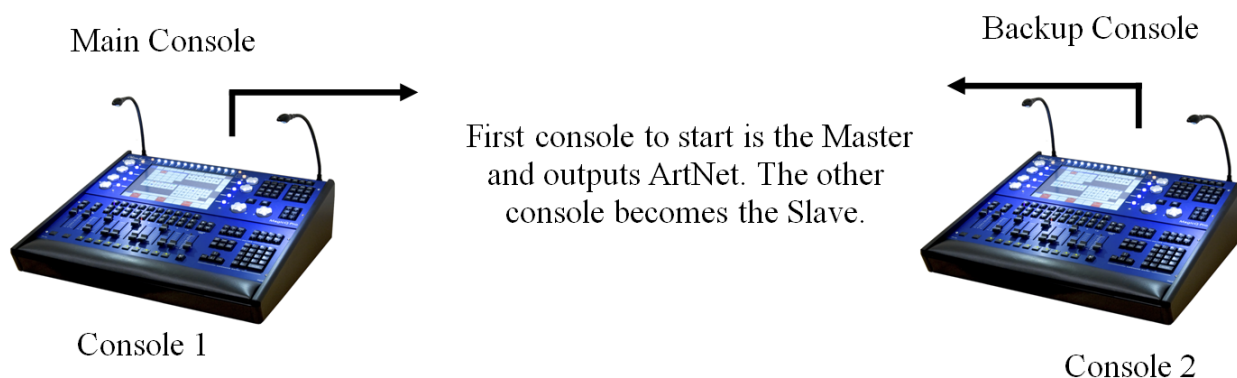 Main Console
Backup Console
First console to start is the Master
and outputs ArtNet. The other
console becomes the Slave.
Console 1
Console 2